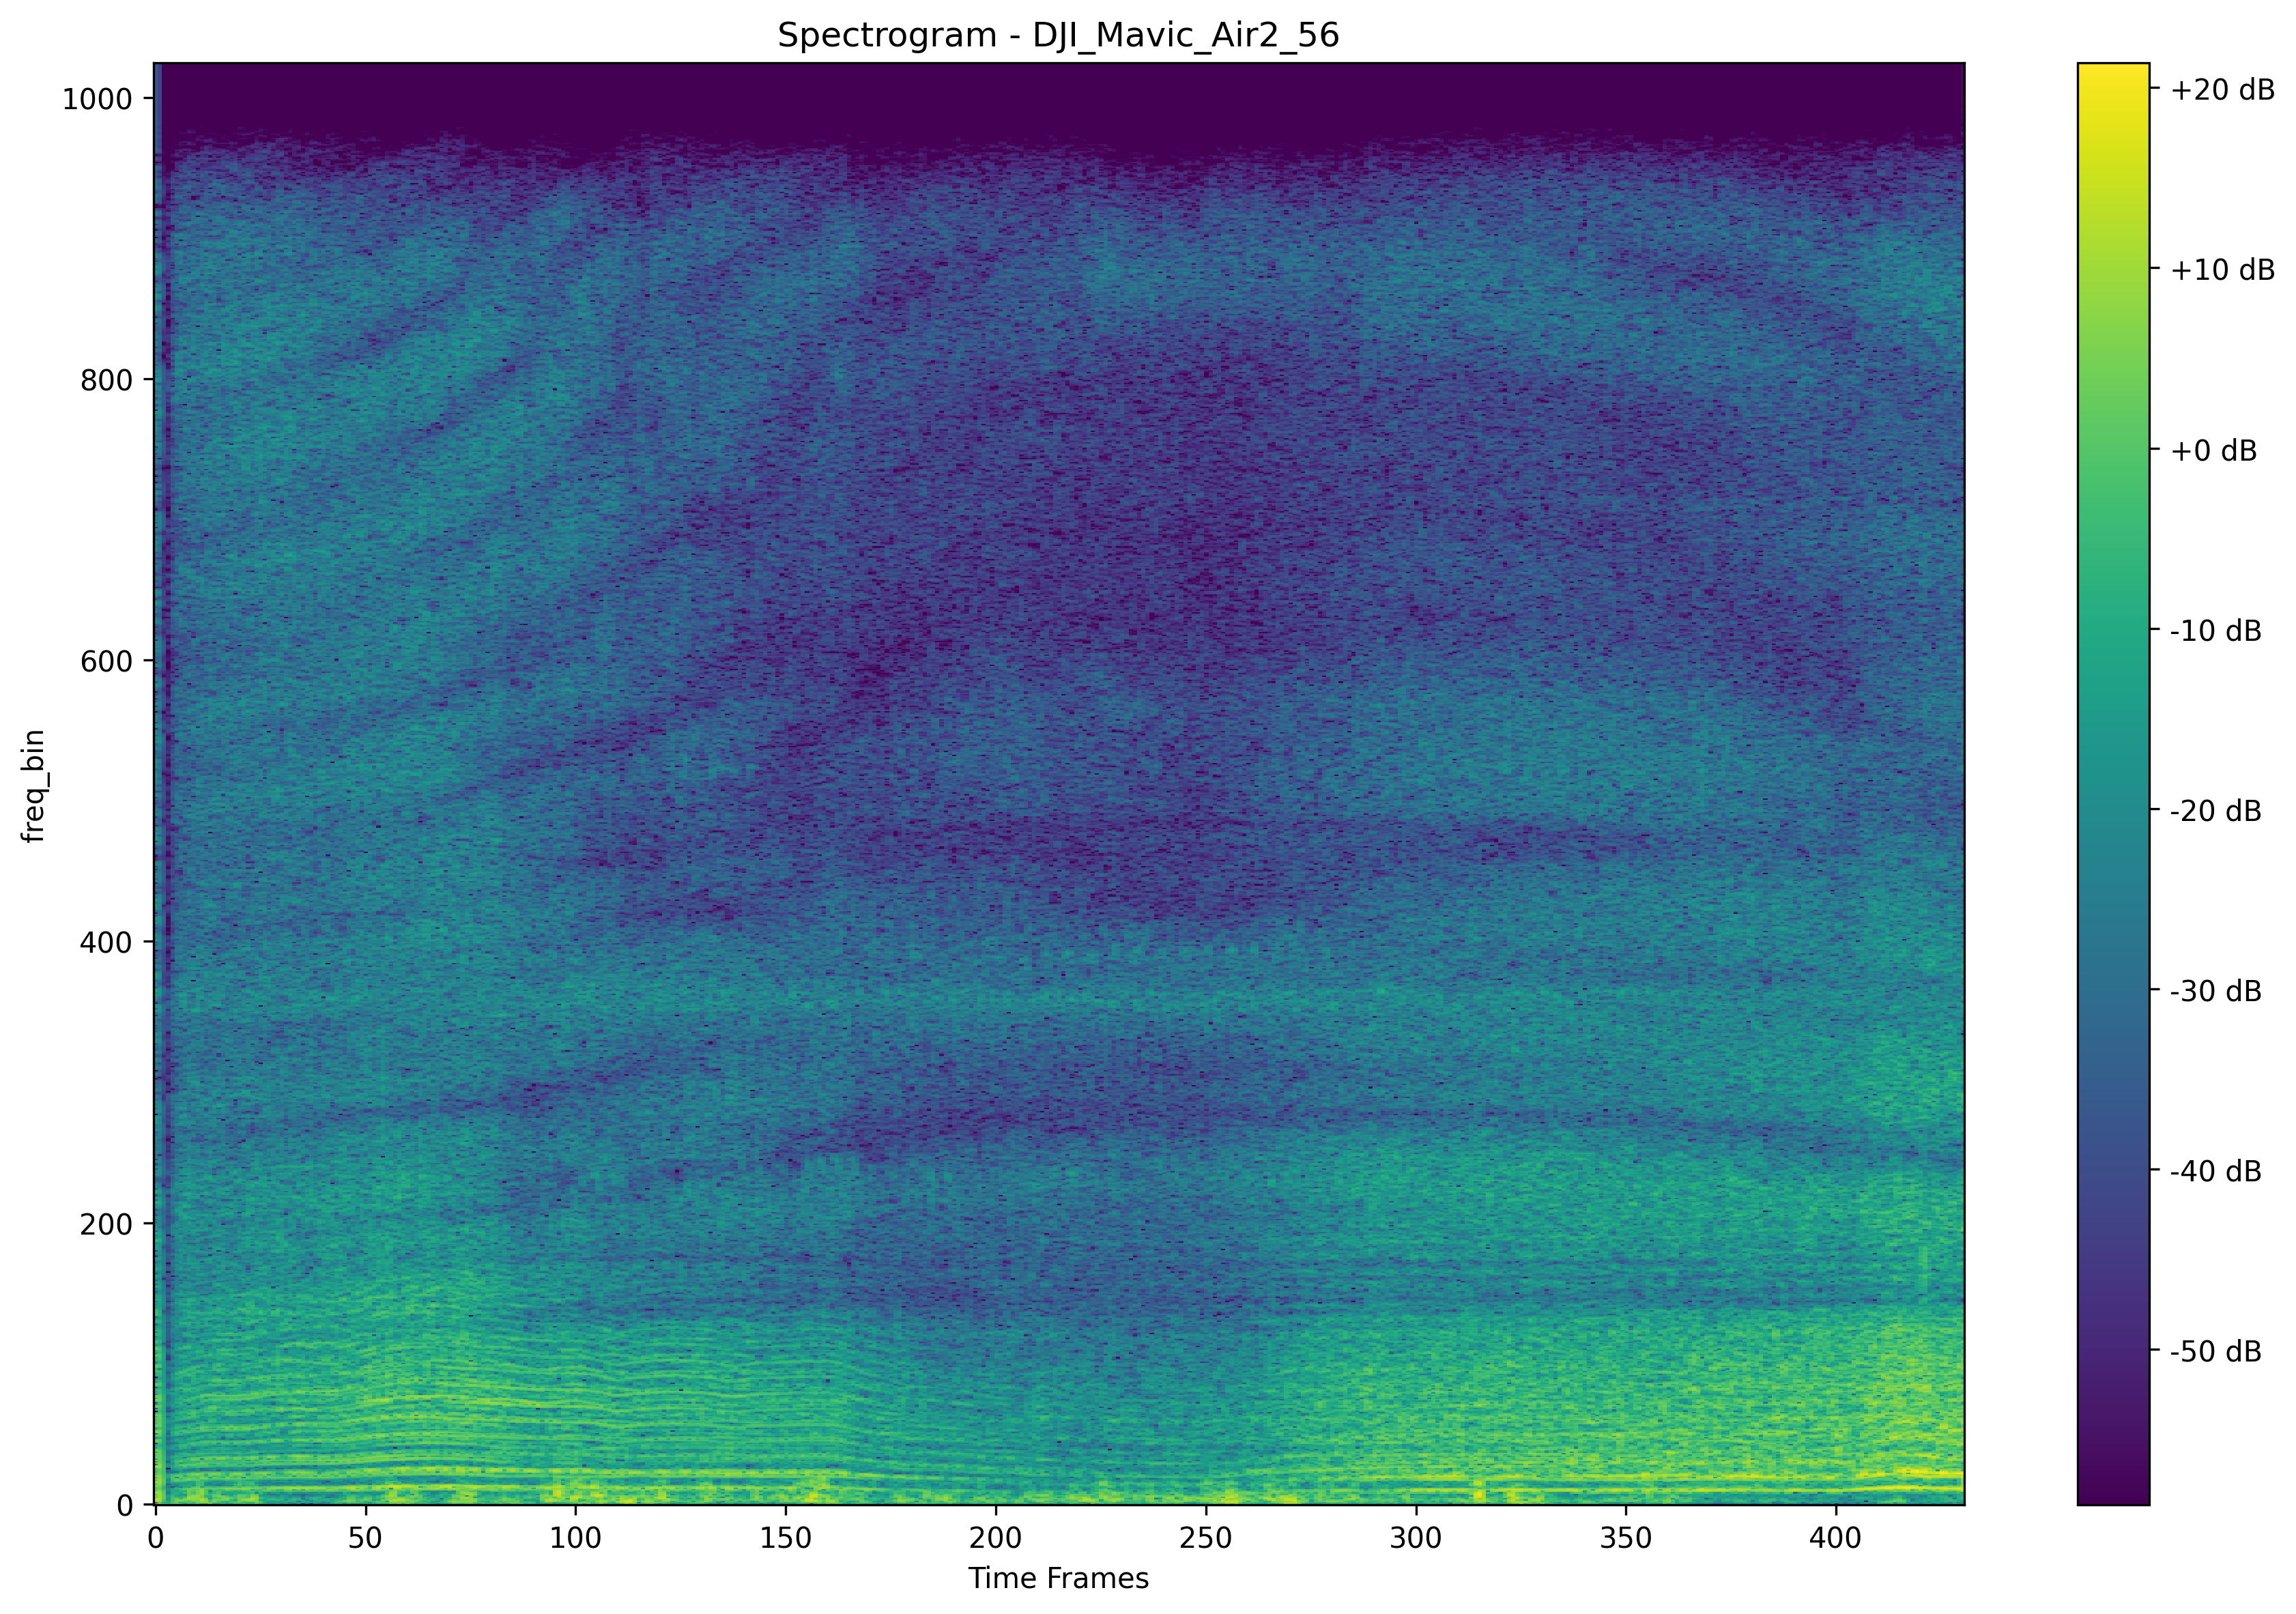 Spectrogram - DJI_Mavic_Air2_56
freq_bin
1000
800
600
400
200
0
0 50 100 150 200 250 300 350 400
Time Frames
+20 dB
+10 dB
+0 dB
-10 dB
-20 dB
-30 dB
-40 dB
-50 dB